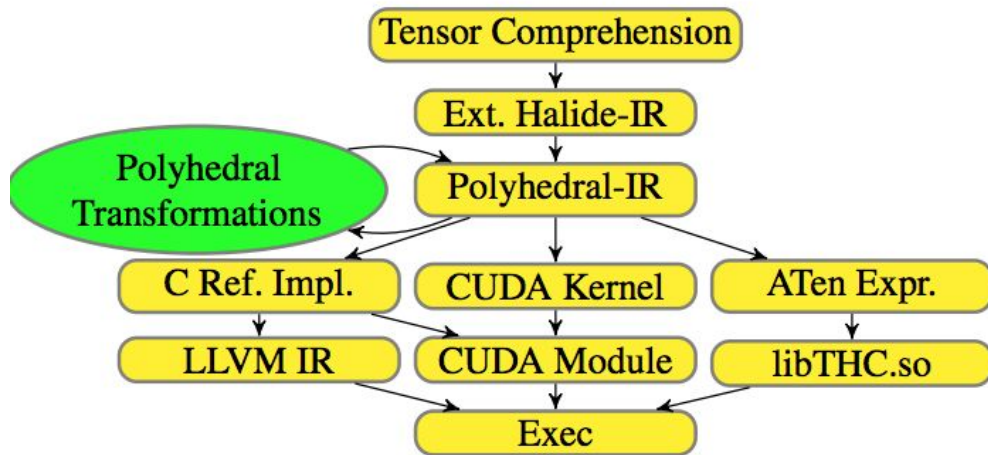 Tensor Comprehension
Ext. Halide-IR
Polyhedral
Transformations
Polyhedral-IR
C Ref. Impl.
CUDA Kernel
ATen Expr.
LLVM IR
CUDA Module
libTHC.so
Exec